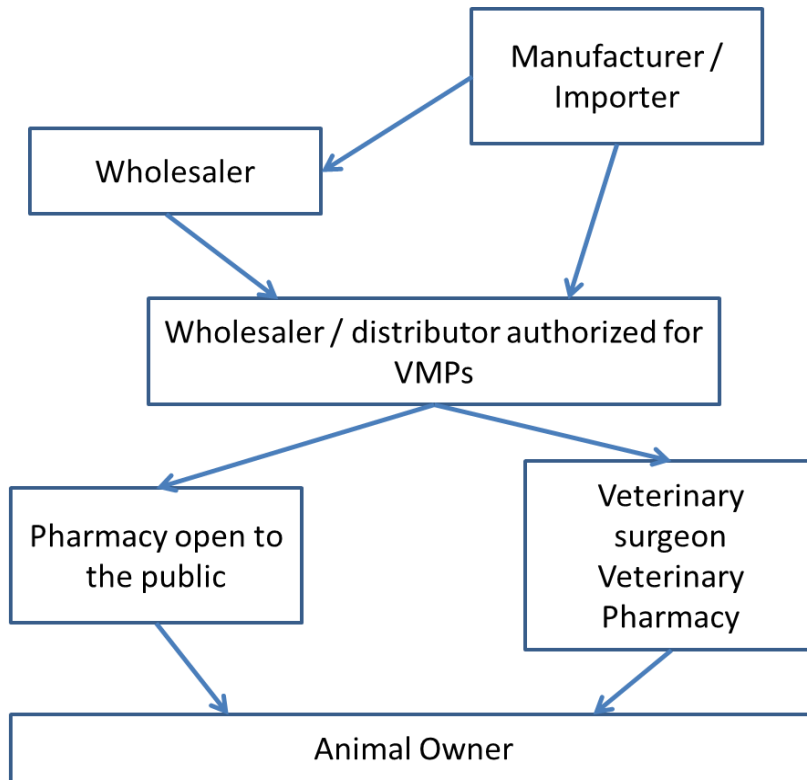 Manufacturer /
Importer
Wholesaler
Wholesaler / distributor authorized for
VMPs
Pharmacy open to
the public
Veterinary
surgeon
Veterinary
Pharmacy
Animal Owner